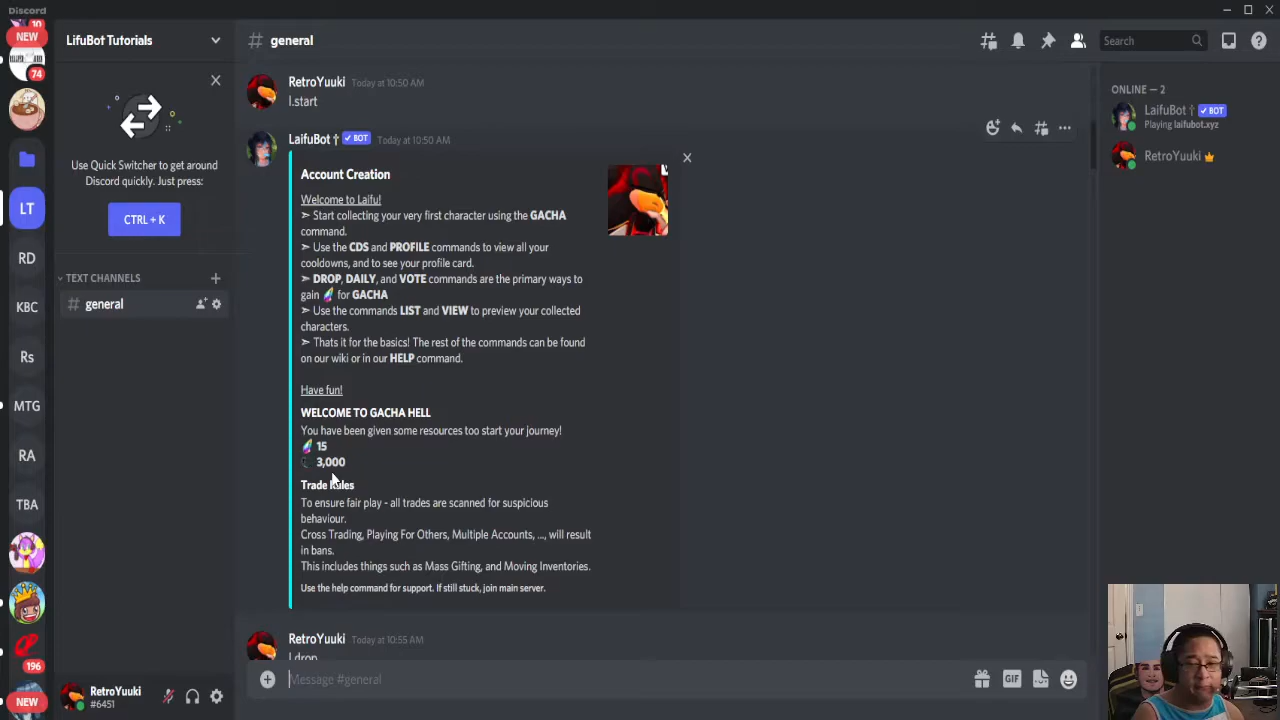 Discord
10
NEW
74
LT
RD
KBC
Rs
MTG
RA
TBA
196
NEW
LifuBot Tutorials
Use Quick Switcher to get around
Discord quickly. Just press:
CTRL + K
TEXT CHANNELS
# general
RetroYuuki
#6451
# general
Search
RetroYuuki Today at 10:50 AM
l.start
LaifuBot † ✓ BOT Today at 10:50 AM
Account Creation
Welcome to Laifu!
➣ Start collecting your very first character using the GACHA
command.
➣ Use the CDS and PROFILE commands to view all your
cooldowns, and to see your profile card.
➣ DROP, DAILY, and VOTE commands are the primary ways to
gain for GACHA
➣ Use the commands LIST and VIEW to preview your collected
characters.
➣ Thats it for the basics! The rest of the commands can be found
on our wiki or in our HELP command.
Have fun!
WELCOME TO GACHA HELL
You have been given some resources too start your journey!
15
3,000
Trade Rules
To ensure fair play - all trades are scanned for suspicious
behaviour.
Cross Trading, Playing For Others, Multiple Accounts, ..., will result
in bans.
This includes things such as Mass Gifting, and Moving Inventories.
Use the help command for support. If still stuck, join main server.
RetroYuuki Today at 10:55 AM
l.drop
Message #general
GIF
ONLINE — 2
LaifuBot † ✓ BOT
Playing laifubot.xyz
RetroYuuki